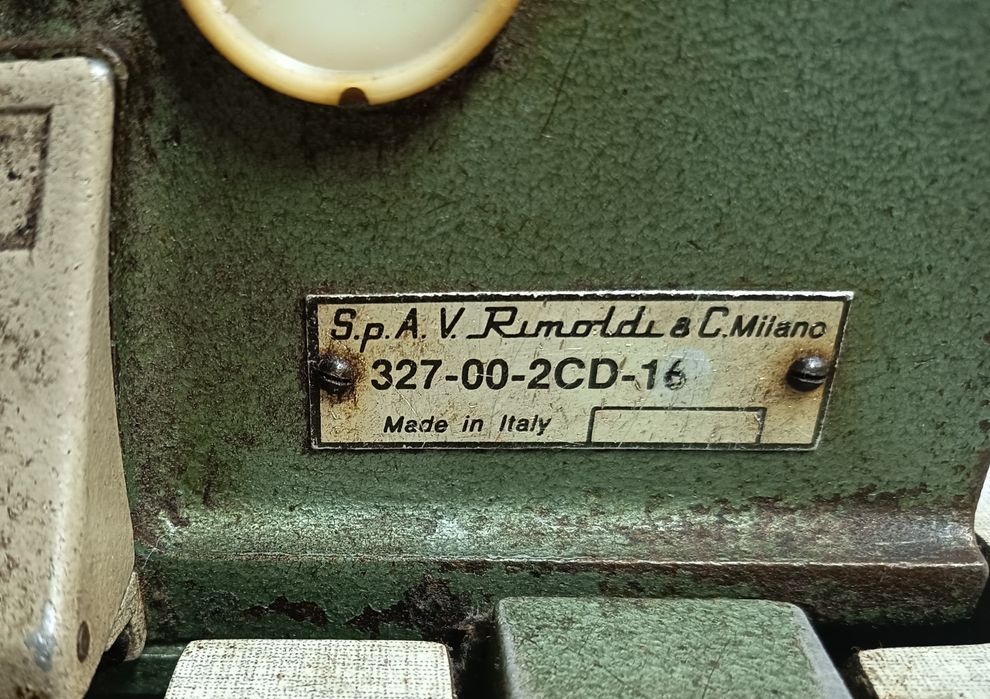 S.p.A. V. Rimoldi & C. Milano
327-00-2CD-16
Made in Italy